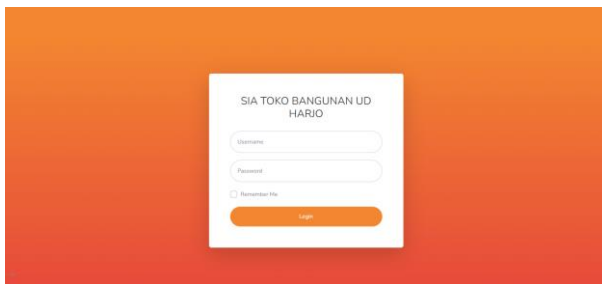 SIA TOKO BANGUNAN UD
HARJO
Username
Password
Remember Me
Login